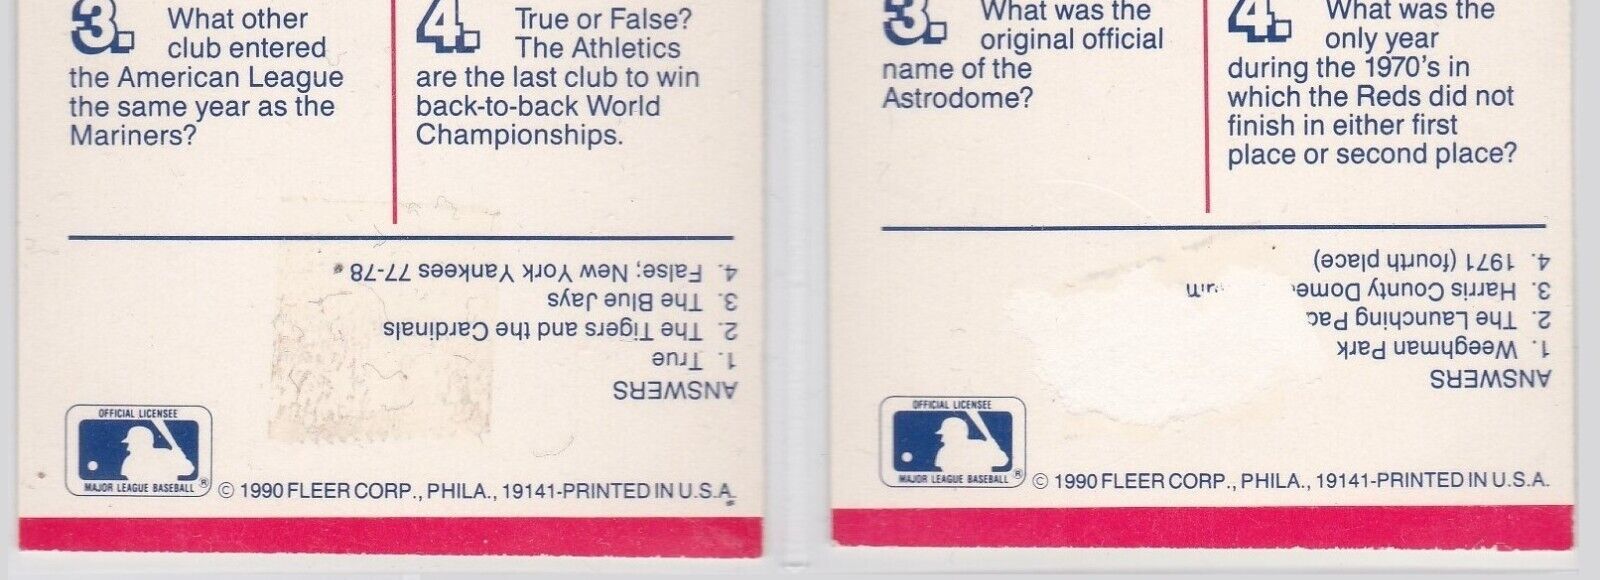 3. What other
club entered
the American League
the same year as the
Mariners?
4. True or False?
The Athletics
are the last club to win
back-to-back World
Championships.
ANSWERS
1. True
2. The Tigers and the Cardinals
3. The Blue Jays
4. False; New York Yankees 77-78
OFFICIAL LICENSEE
MAJOR LEAGUE BASEBALL ®
© 1990 FLEER CORP., PHILA., 19141-PRINTED IN U.S.A.
3. What was the
original official
name of the
Astrodome?
4. What was the
only year
during the 1970's in
which the Reds did not
finish in either first
place or second place?
ANSWERS
1. Weeghman Park
2. The Launching Pad
3. Harris County Dome
4. 1971 (fourth place)
OFFICIAL LICENSEE
MAJOR LEAGUE BASEBALL ®
© 1990 FLEER CORP., PHILA., 19141-PRINTED IN U.S.A.